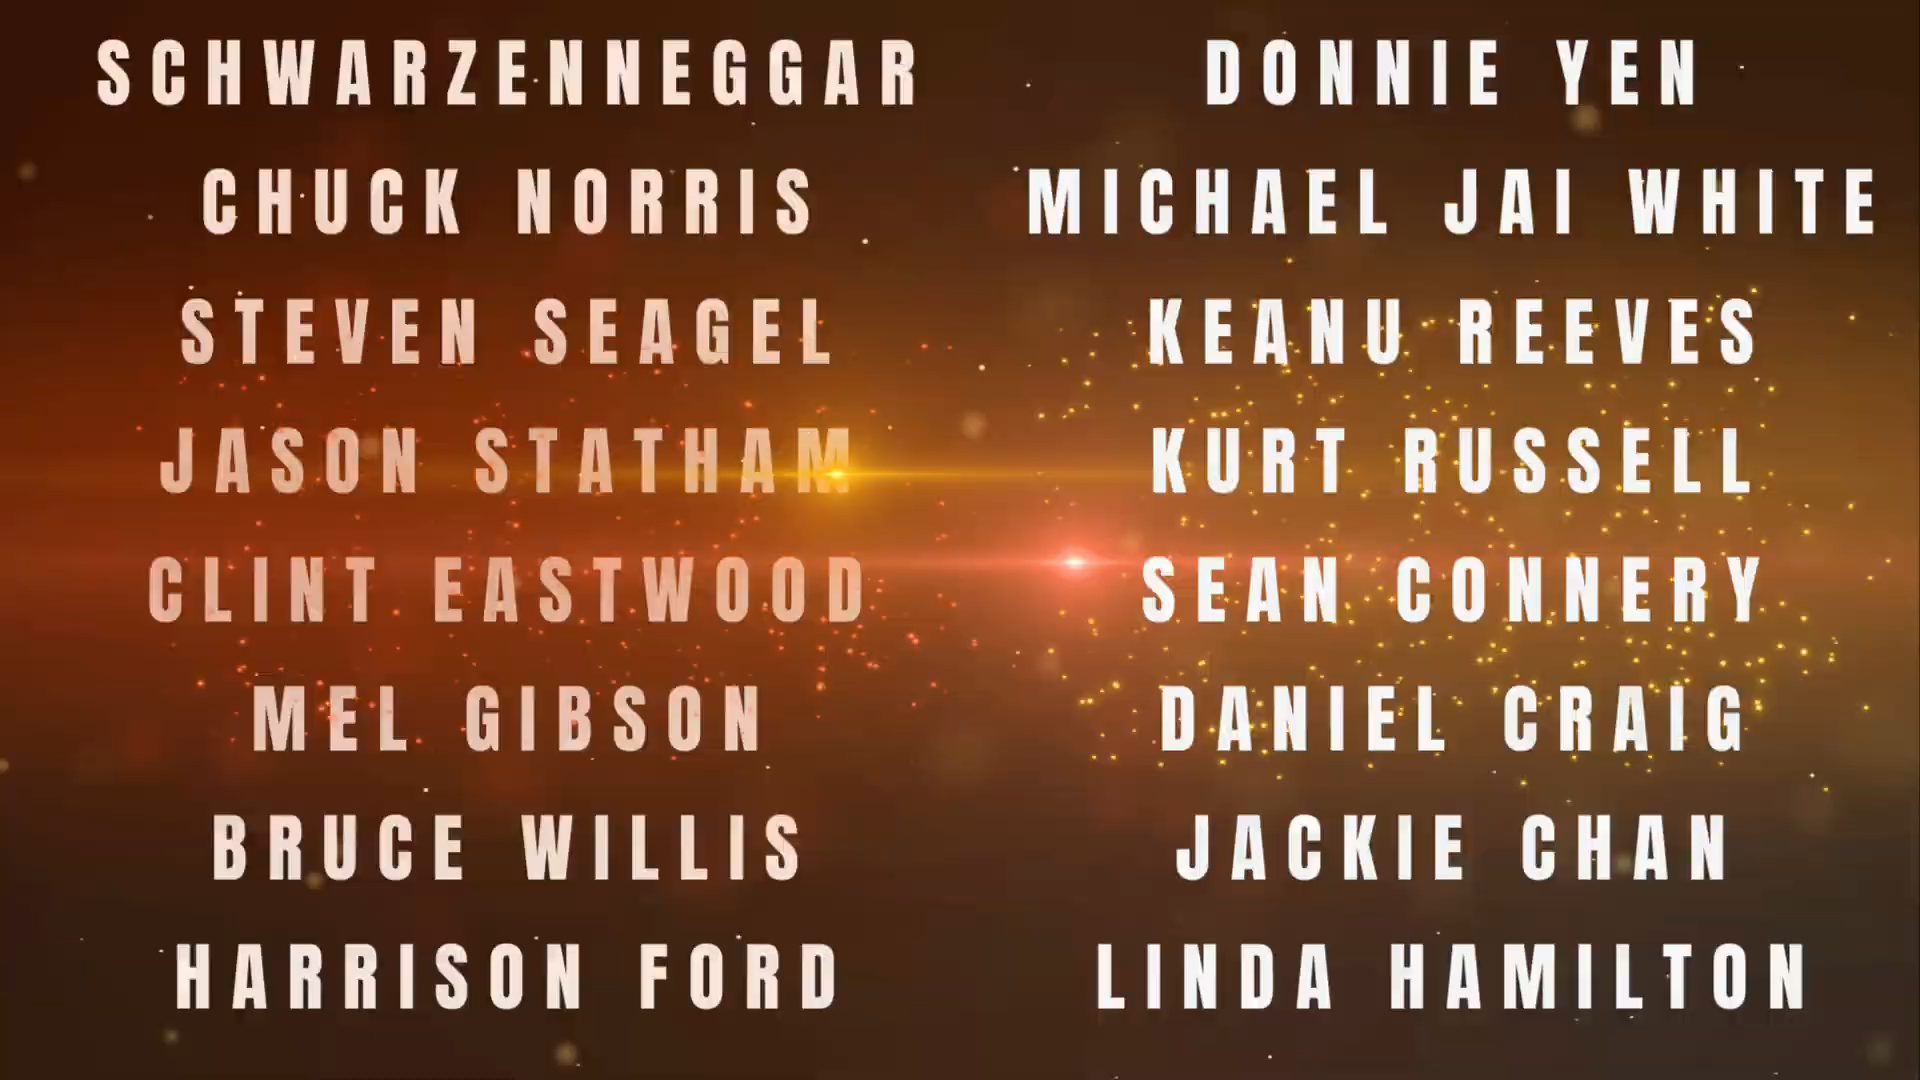 SCHWARZENNEGGAR
CHUCK NORRIS
STEVEN SEAGEL
JASON STATHAM
CLINT EASTWOOD
MEL GIBSON
BRUCE WILLIS
HARRISON FORD
DONNIE YEN
MICHAEL JAI WHITE
KEANU REEVES
KURT RUSSELL
SEAN CONNERY
DANIEL CRAIG
JACKIE CHAN
LINDA HAMILTON